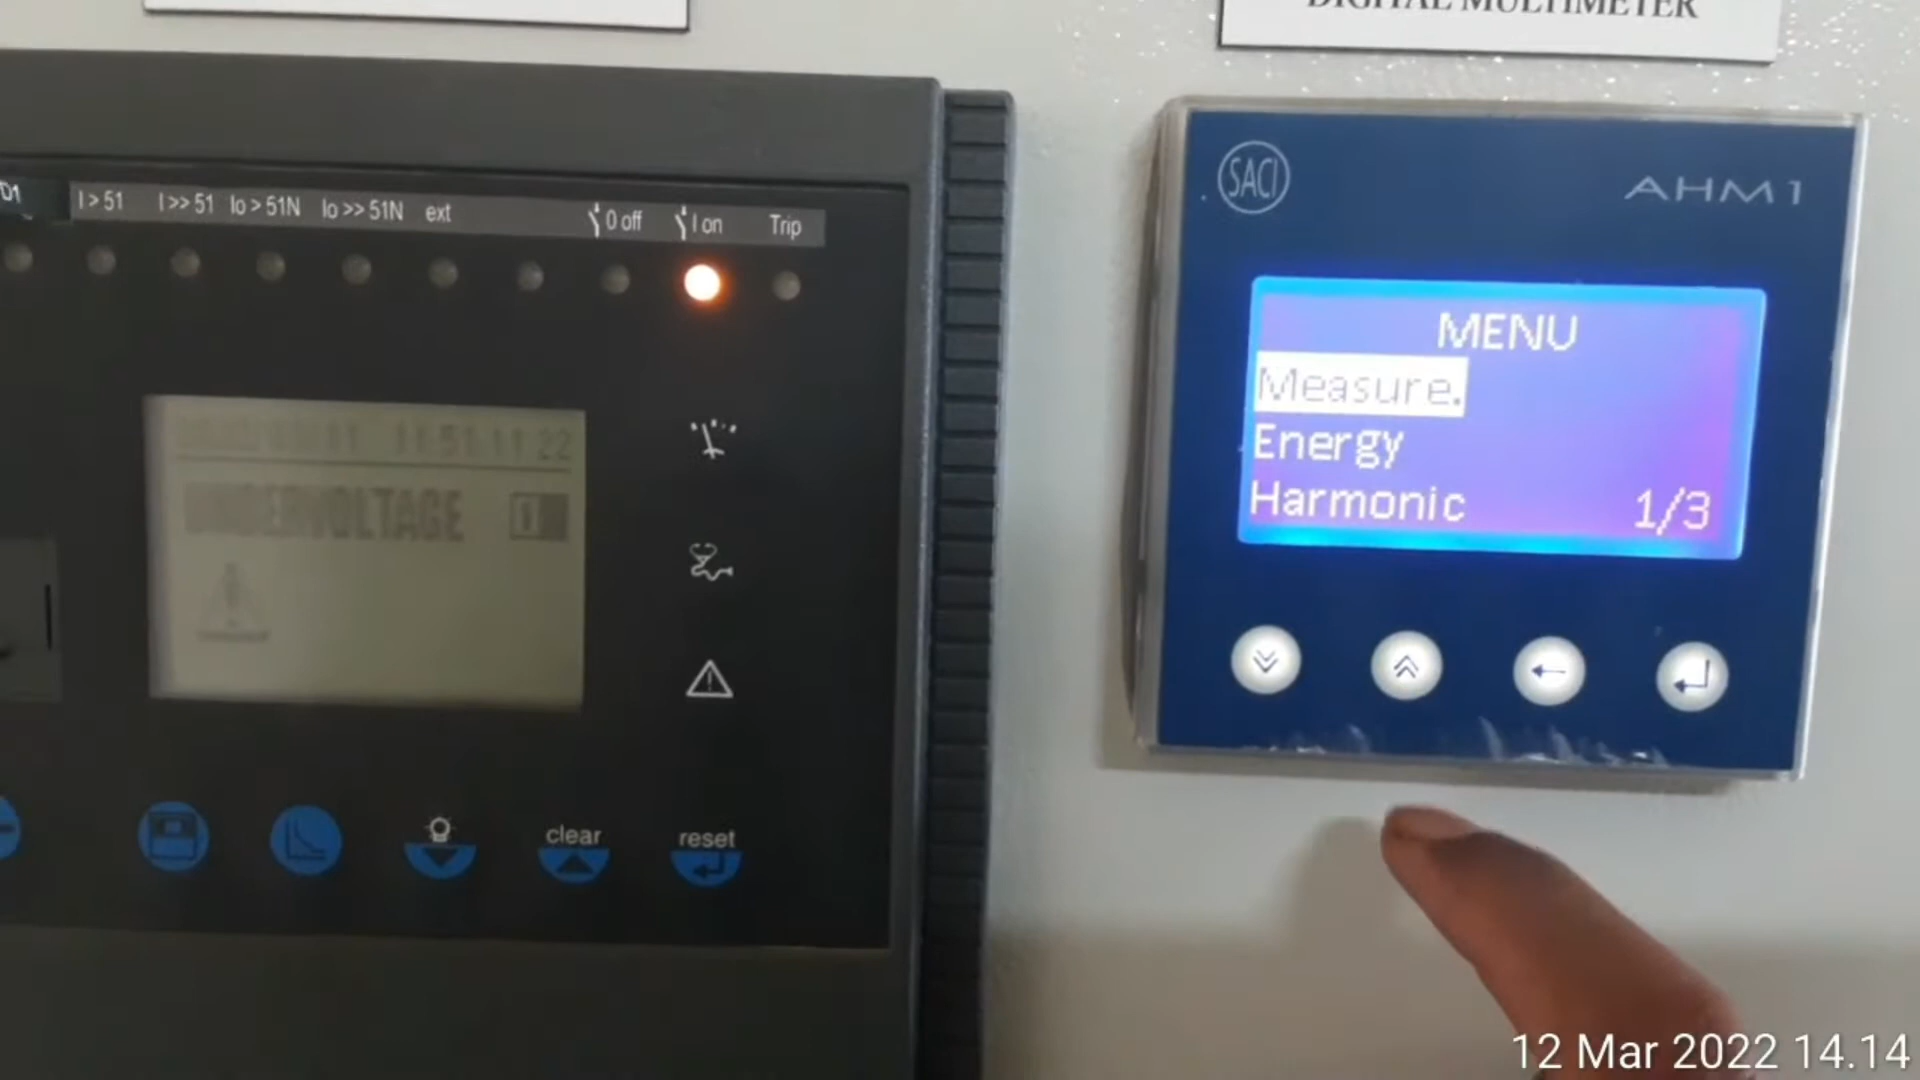 DIGITAL MULTIMETER
I > 51 I >> 51 Io > 51N Io >> 51N ext 0 off I on Trip
UNDERVOLTAGE
clear
reset
SACI
AHM1
MENU
Measure.
Energy
Harmonic 1/3
12 Mar 2022 14.14